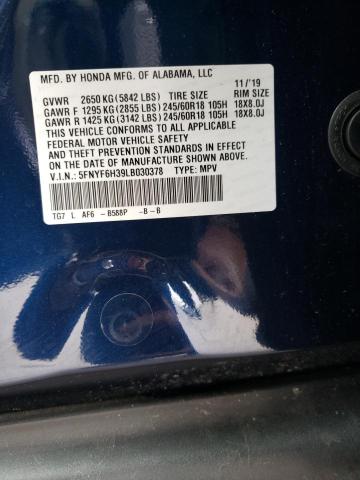 MFD. BY HONDA MFG. OF ALABAMA, LLC
11/'19
GVWR 2650 KG(5842 LBS) TIRE SIZE RIM SIZE
GAWR F 1295 KG(2855 LBS)245/60R18 105H 18X8.0J
GAWR R 1425 KG(3142 LBS)245/60R18 105H 18X8.0J
THIS VEHICLE CONFORMS TO ALL APPLICABLE
FEDERAL MOTOR VEHICLE SAFETY
AND THEFT PREVENTION STANDARDS IN EFFECT ON
THE DATE OF MANUFACTURE SHOWN ABOVE.
V.I.N.:5FNYF6H39LB030378 TYPE:MPV
TG7 L AF6 - B588P -B-B